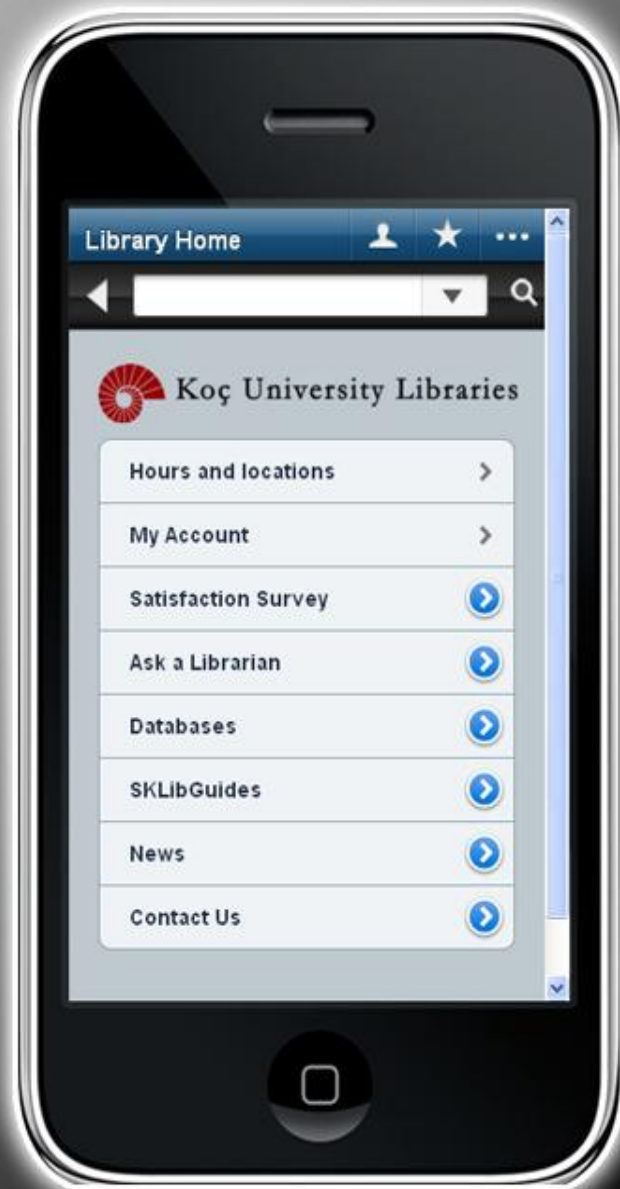 Library Home
Koç University Libraries
Hours and locations
My Account
Satisfaction Survey
Ask a Librarian
Databases
SKLibGuides
News
Contact Us